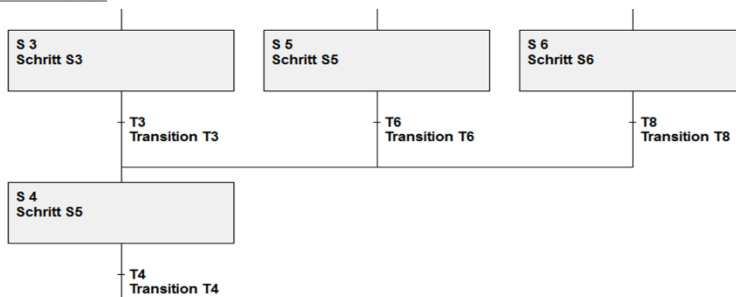 S 3
Schritt S3
S 5
Schritt S5
S 6
Schritt S6
T3
Transition T3
T6
Transition T6
T8
Transition T8
S 4
Schritt S5
T4
Transition T4